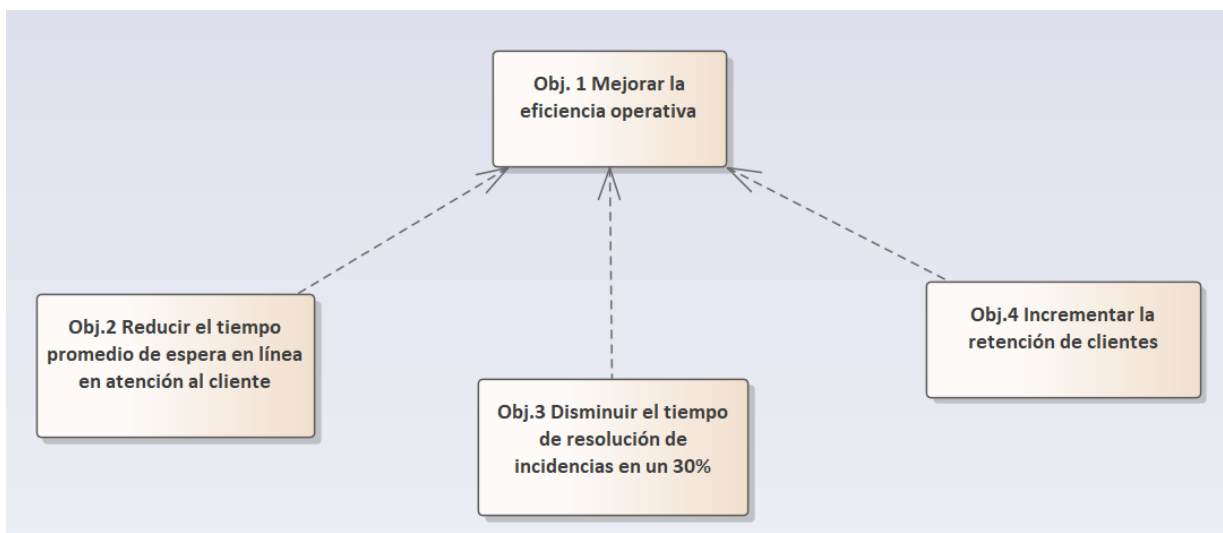 Obj. 1 Mejorar la
eficiencia operativa
Obj.2 Reducir el tiempo
promedio de espera en línea
en atención al cliente
Obj.3 Disminuir el tiempo
de resolución de
incidencias en un 30%
Obj.4 Incrementar la
retención de clientes